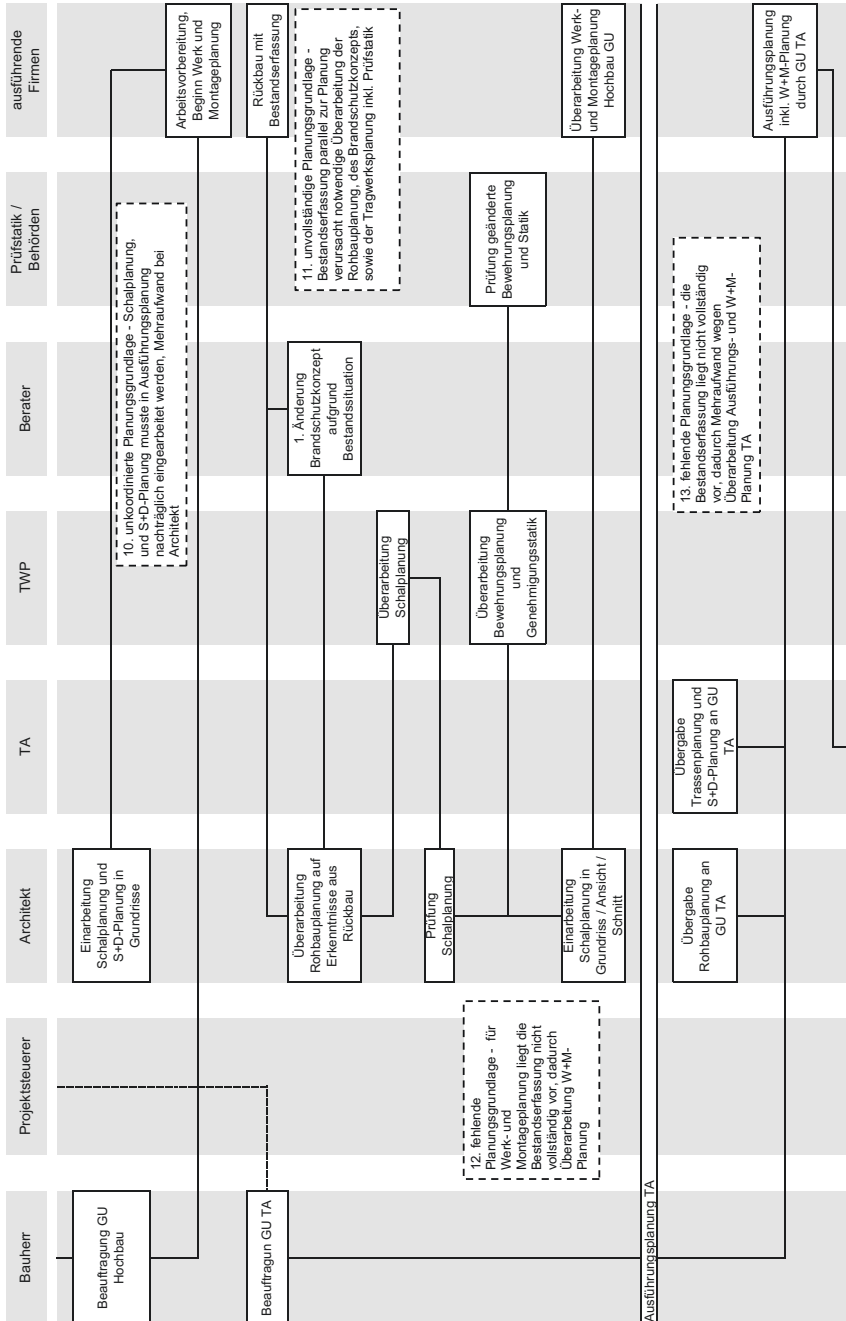 Bauherr
Projektsteuerer
Architekt
TA
TWP
Berater
Prüfstatik /
Behörden
ausführende
Firmen
Beauftragung GU
Hochbau
Einarbeitung
Schalplanung und
S+D-Planung in
Grundrisse
10. unkoordinierte Planungsgrundlage - Schalplanung,
und S+D-Planung musste in Ausführungsplanung
nachträglich eingearbeitet werden, Mehraufwand bei
Architekt
Arbeitsvorbereitung,
Beginn Werk und
Montageplanung
Beauftragun GU TA
Rückbau mit
Bestandserfassung
Überarbeitung
Rohbauplanung auf
Erkenntnisse aus
Rückbau
1. Änderung
Brandschutzkonzept
aufgrund
Bestandssituation
11. unvollständige Planungsgrundlage -
Bestandserfassung parallel zur Planung
verursacht notwendige Überarbeitung der
Rohbauplanung, des Brandschutzkonzepts,
sowie der Tragwerksplanung inkl. Prüfstatik
Überarbeitung
Schalplanung
Prüfung
Schalplanung
12. fehlende
Planungsgrundlage - für
Werk- und
Montageplanung liegt die
Bestandserfassung nicht
vollständig vor, dadurch
Überarbeitung W+M-
Planung
Überarbeitung
Bewehrungsplanung
und
Genehmigungsstatik
Prüfung geänderte
Bewehrungsplanung
und Statik
Einarbeitung
Schalplanung in
Grundriss / Ansicht /
Schnitt
Überarbeitung Werk-
und Montageplanung
Hochbau GU
Ausführungsplanung TA
Übergabe
Rohbauplanung an
GU TA
Übergabe
Trassenplanung und
S+D-Planung an GU
TA
13. fehlende Planungsgrundlage - die
Bestandserfassung liegt nicht vollständig
vor, dadurch Mehraufwand wegen
Überarbeitung Ausführungs- und W+M-
Planung TA
Ausführungsplanung
inkl. W+M-Planung
durch GU TA